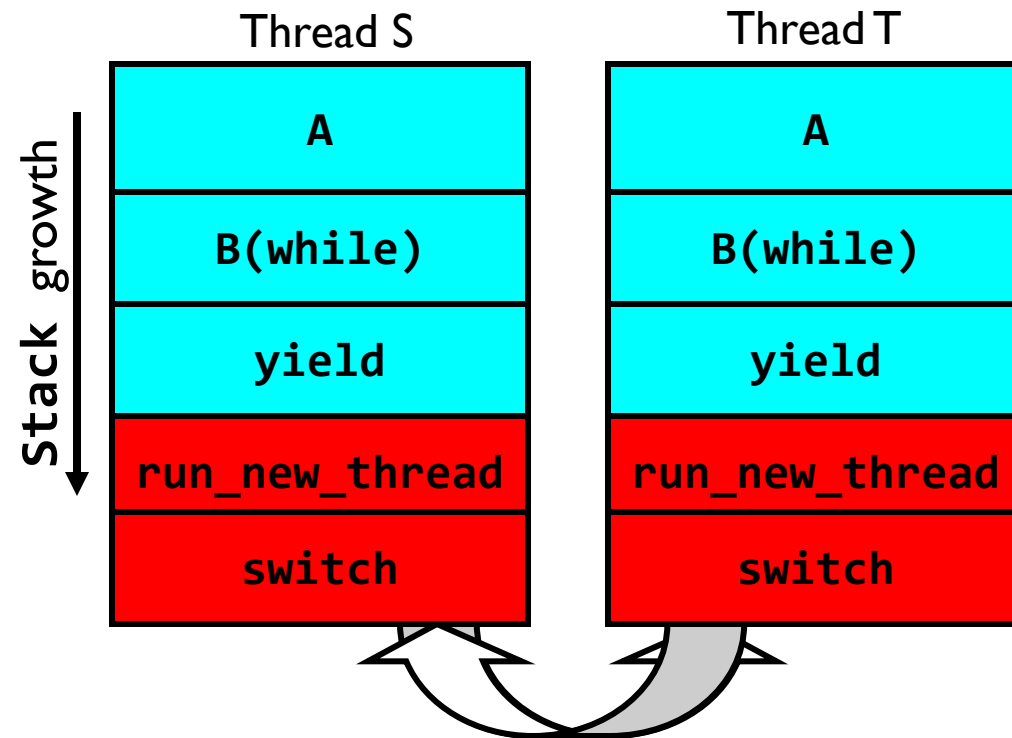 Thread S
Thread T
Stack growth
A
B(while)
yield
run_new_thread
switch
A
B(while)
yield
run_new_thread
switch